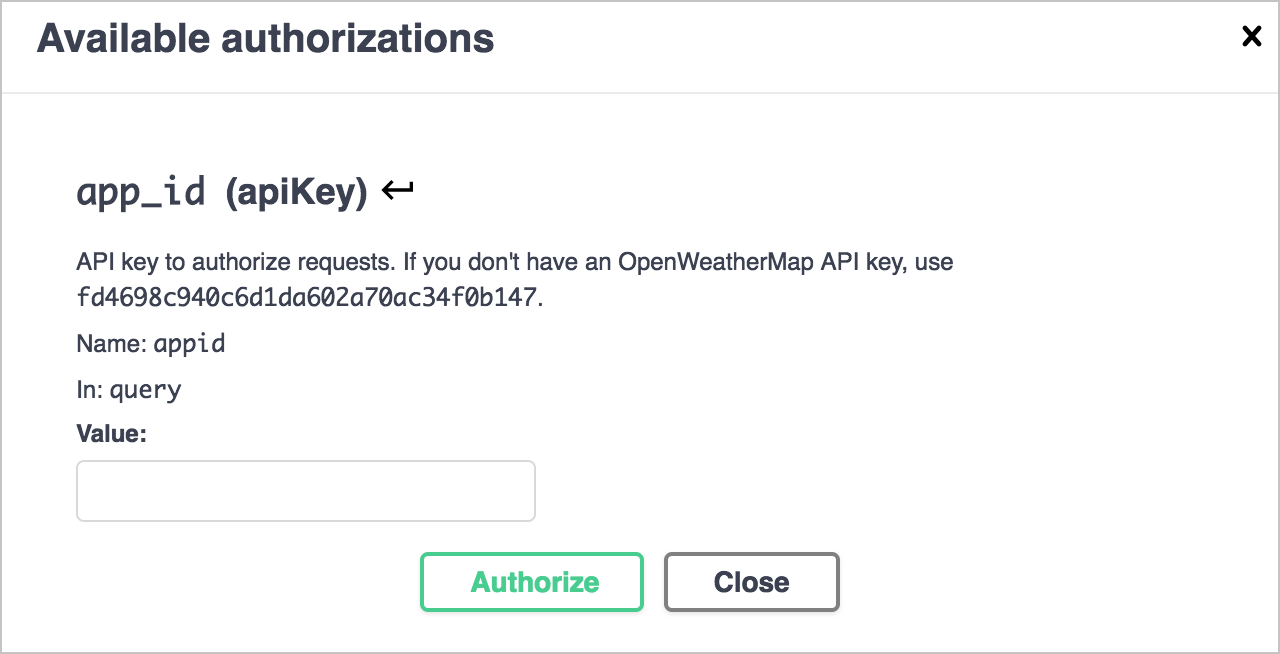 Available authorizations
app_id (apiKey)
API key to authorize requests. If you don't have an OpenWeatherMap API key, use
fd4698c940c6d1da602a70ac34f0b147.
Name: appid
In: query
Value:
Authorize Close